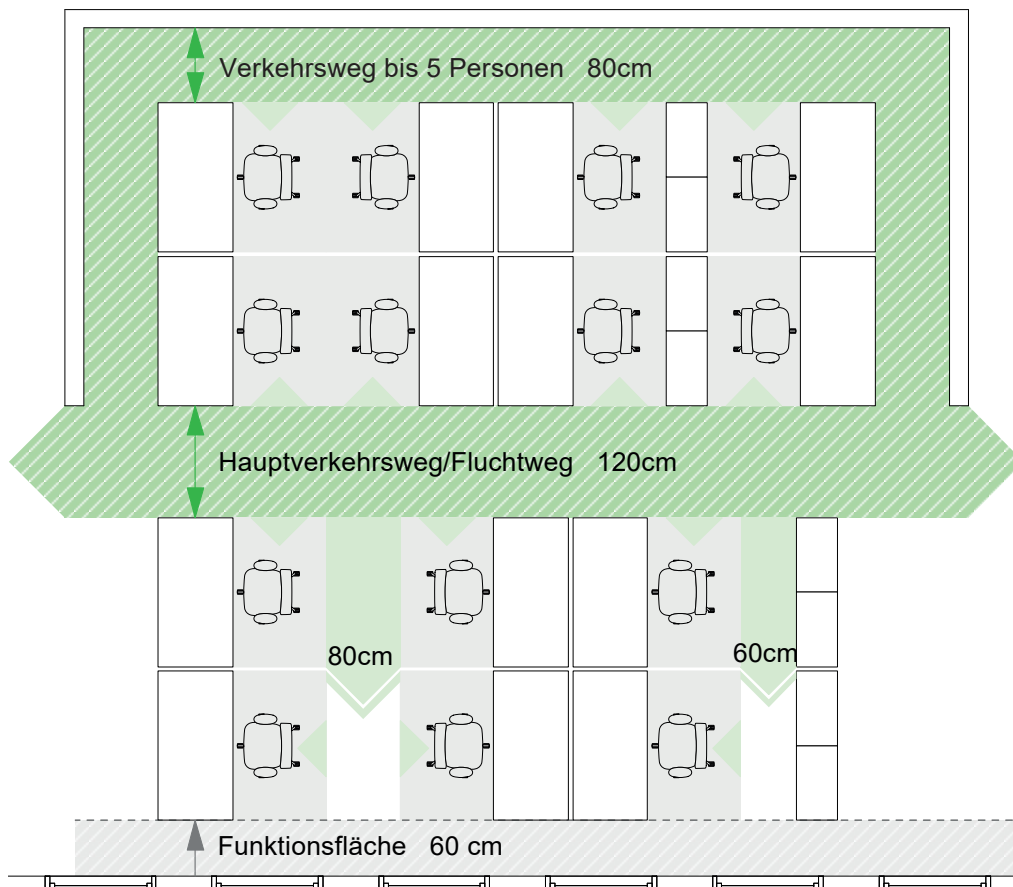 Verkehrsweg bis 5 Personen 80cm
Hauptverkehrsweg/Fluchtweg 120cm
80cm
60cm
Funktionsfläche 60 cm